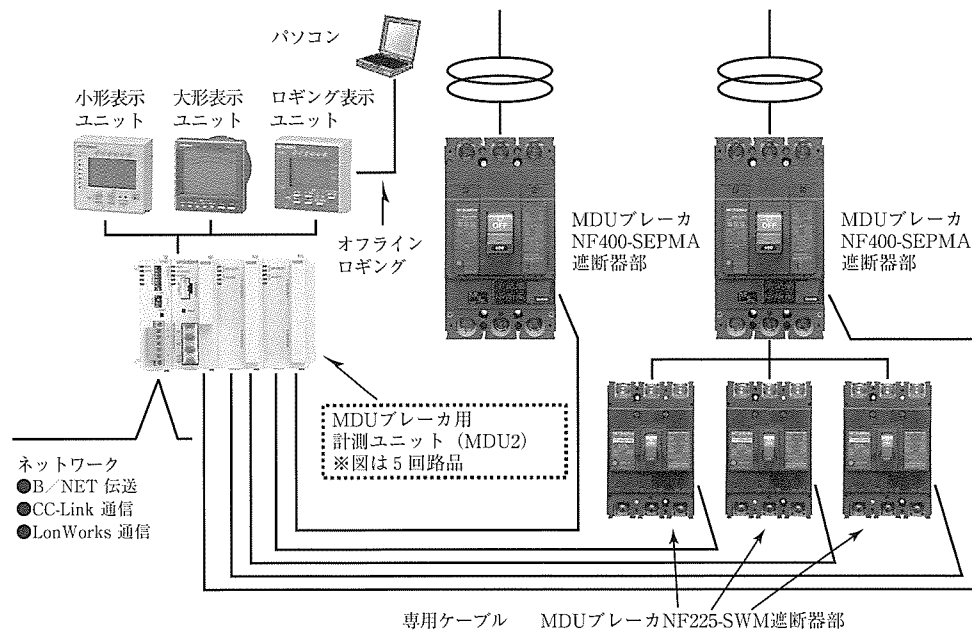 パソコン
小形表示
ユニット
大形表示
ユニット
ロギング表示
ユニット
オフライン
ロギング
MDUブレーカ
NF400-SEPMA
遮断器部
MDUブレーカ
NF400-SEPMA
遮断器部
MDUブレーカ用
計測ユニット（MDU2）
※図は5回路品
ネットワーク
●B／NET 伝送
●CC-Link 通信
●LonWorks 通信
専用ケーブル
MDUブレーカNF225-SWM遮断器部
OFF
400
OFF
400